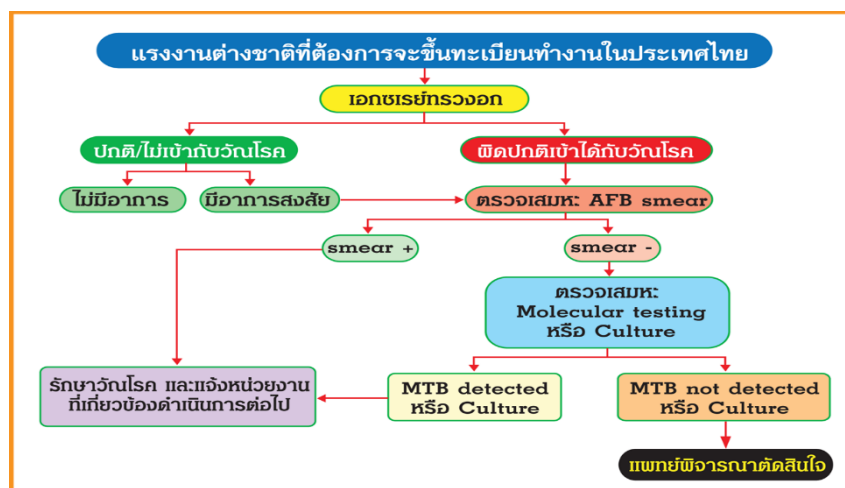 แรงงานต่างชาติที่ต้องการจะขึ้นทะเบียนทำงานในประเทศไทย
เอกซเรย์ทรวงอก
ปกติ/ไม่เข้ากับวัณโรค
ผิดปกติเข้าได้กับวัณโรค
ไม่มีอาการ
มีอาการสงสัย
ตรวจเสมหะ AFB smear
smear +
smear -
ตรวจเสมหะ
Molecular testing
หรือ Culture
รักษาวัณโรค และแจ้งหน่วยงาน
ที่เกี่ยวข้องดำเนินการต่อไป
MTB detected
หรือ Culture
MTB not detected
หรือ Culture
แพทย์พิจารณาตัดสินใจ